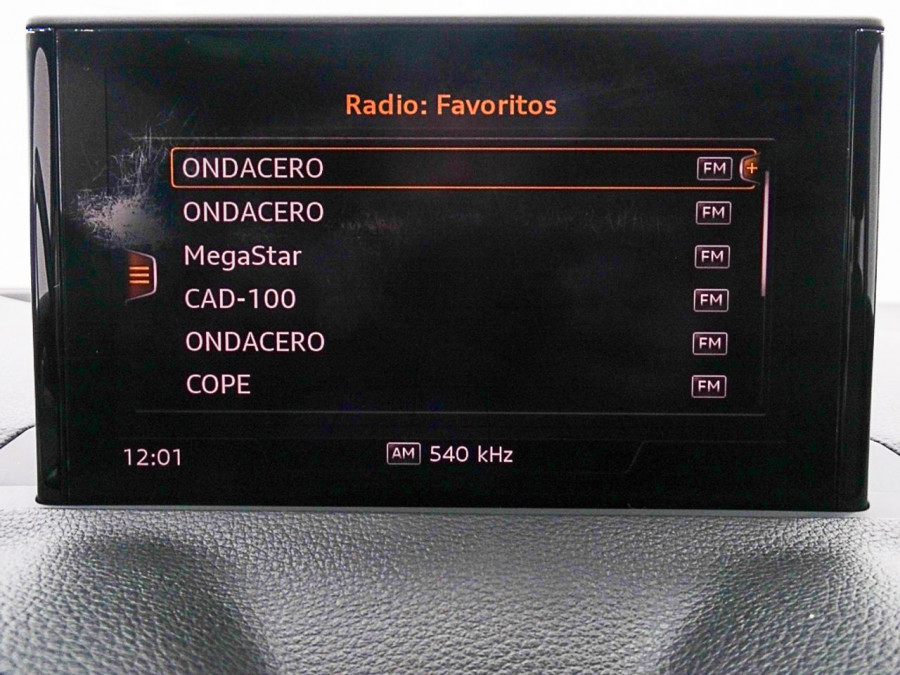 Radio: Favoritos
ONDACERO FM +
ONDACERO FM
MegaStar FM
CAD-100 FM
ONDACERO FM
COPE FM
12:01 AM 540 kHz